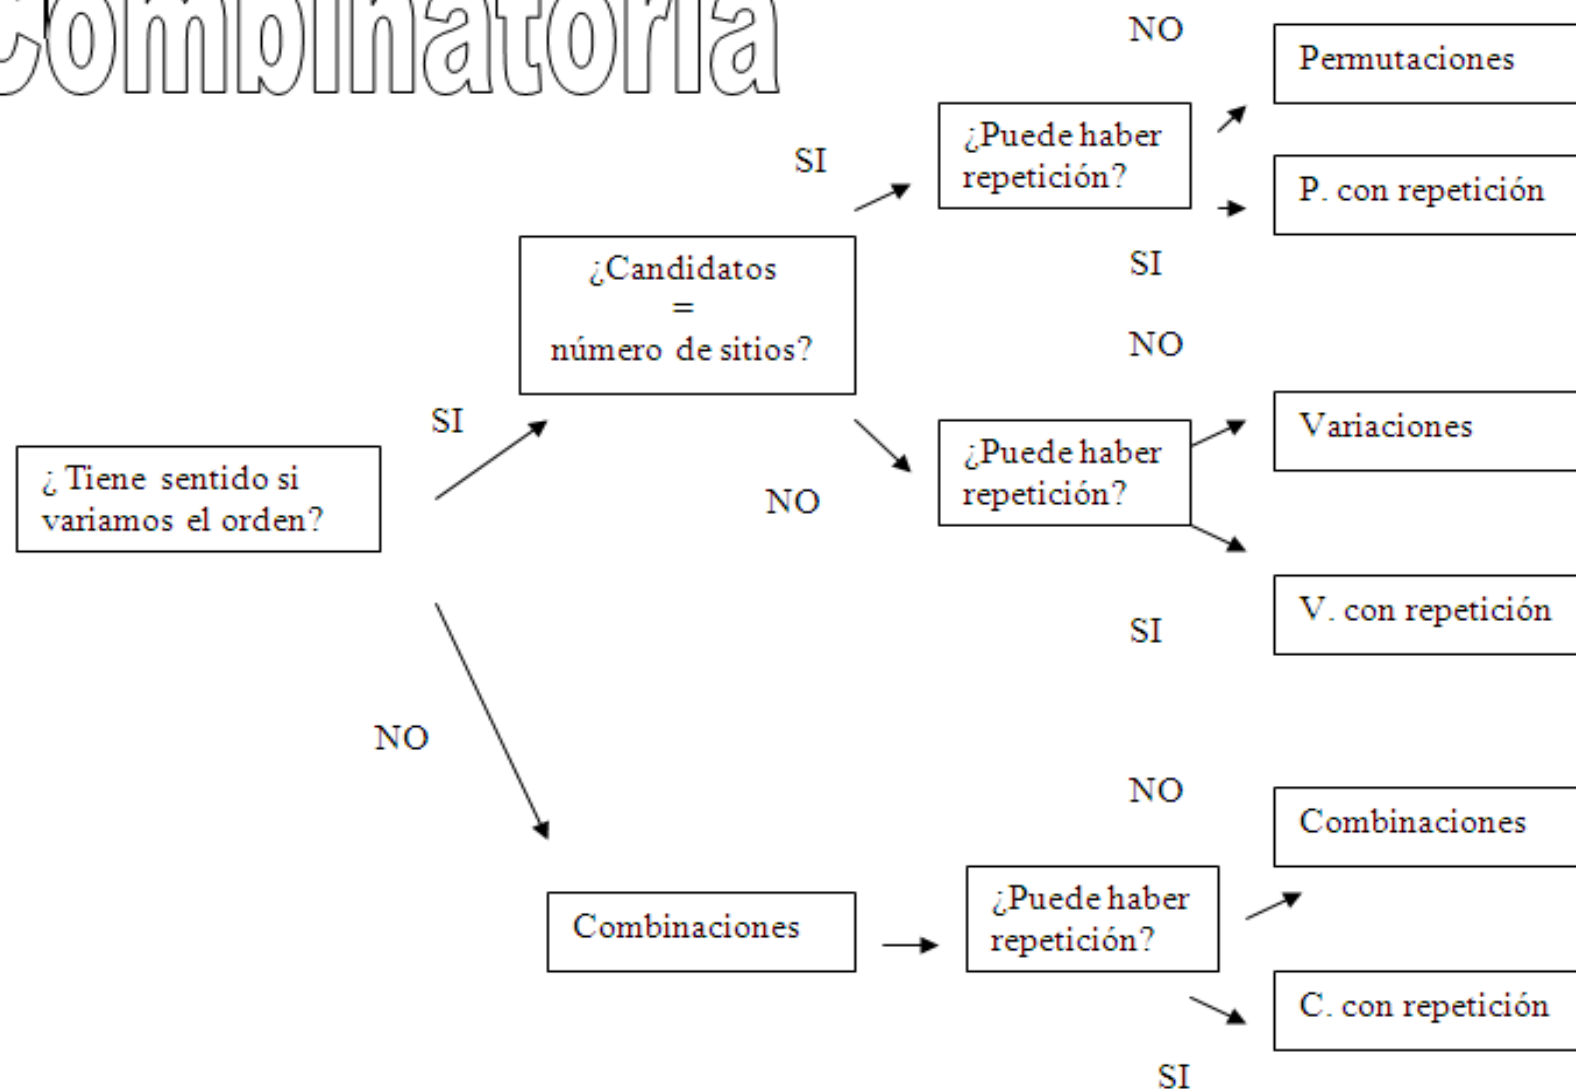 Combinatoria
NO
Permutaciones
¿Puede haber
repetición?
SI
P. con repetición
¿Candidatos
=
número de sitios?
SI
NO
SI
Variaciones
¿Puede haber
repetición?
¿ Tiene sentido si
variamos el orden?
NO
V. con repetición
SI
NO
NO
Combinaciones
¿Puede haber
repetición?
Combinaciones
C. con repetición
SI